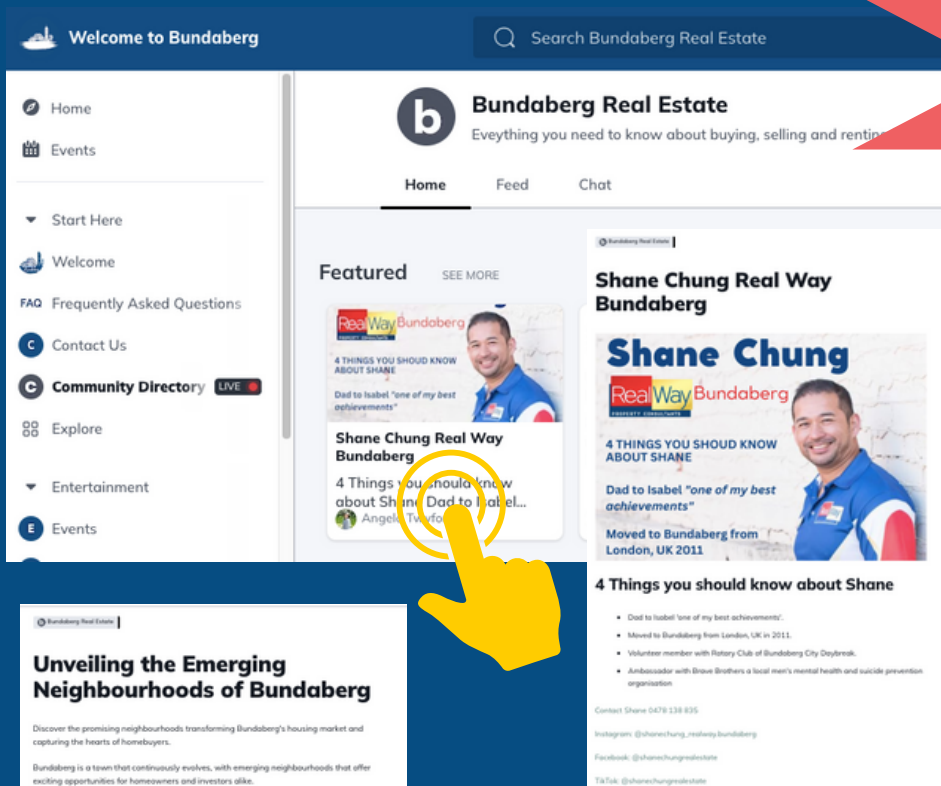 Welcome to Bundaberg
Search Bundaberg Real Estate
Home
Events
Start Here
Welcome
FAQ Frequently Asked Questions
C Contact Us
C Community Directory LIVE
Explore
Entertainment
E Events
b
Bundaberg Real Estate
Eveything you need to know about buying, selling and renting
Home Feed Chat
Featured SEE MORE
RealWay Bundaberg
PROPERTY CONSULTANTS
4 THINGS YOU SHOUD KNOW
ABOUT SHANE
Dad to Isabel "one of my best
achievements"
Shane Chung Real Way
Bundaberg
4 Things you should know
about Shane Dad to Isabel...
Bundaberg Real Estate
Shane Chung Real Way
Bundaberg
Shane Chung
RealWay Bundaberg
PROPERTY CONSULTANTS
4 THINGS YOU SHOUD KNOW
ABOUT SHANE
Dad to Isabel "one of my best
achievements"
Moved to Bundaberg from
London, UK 2011
4 Things you should know about Shane
Dad to Isabel 'one of my best achievements'.
Moved to Bundaberg from London, UK in 2011.
Volunteer member with Rotary Club of Bundaberg City Daybreak.
Ambassador with Brave Brothers a local men's mental health and suicide prevention
organisation
Contact Shane 0478 138 835
Instagram: @shanechung_realway.bundaberg
Facebook: @shanechungrealestate
TikTok: @shanechungrealestate
Bundaberg Real Estate
Unveiling the Emerging
Neighbourhoods of Bundaberg
Discover the promising neighbourhoods transforming Bundaberg's housing market and
capturing the hearts of homebuyers.
Bundaberg is a town that continuously evolves, with emerging neighbourhoods that offer
exciting opportunities for homeowners and investors alike.